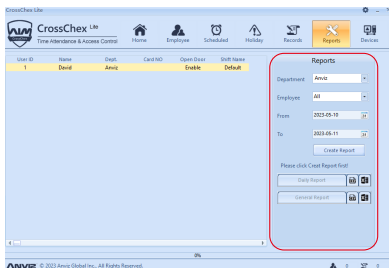 CrossChex Lite
CrossChex Lite
Time Attendance & Access Control
Home
Employee
Scheduled
Holiday
Records
Reports
Devices
User ID Name Dept. Card NO Open Door Shift Name
1 David Anviz Enable Default
Reports
Department Anviz
Employee All
From 2023-05-10
To 2023-05-11
Create Report
Please click Creat Report first!
Daily Report
General Report
0%
ANVIZ © 2023 Anviz Global Inc., All Rights Reserved. 0 0